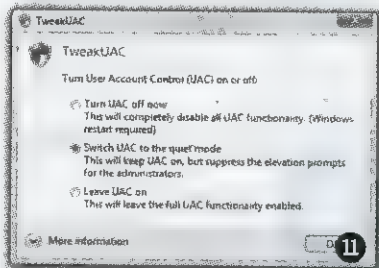 TweakUAC
TweakUAC
Turn User Account Control (UAC) on or off:
Turn UAC off now
This will completely disable all UAC functionality. (Windows
restart required)
Switch UAC to the quiet mode
This will keep UAC on, but suppress the elevation prompts
for the administrators.
Leave UAC on
This will leave the full UAC functionality enabled.
More information
11